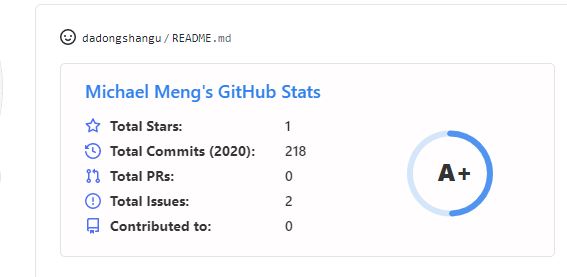 dadongshangu/README.md
Michael Meng's GitHub Stats
Total Stars: 1
Total Commits (2020): 218
Total PRs: 0
Total Issues: 2
Contributed to: 0
A+